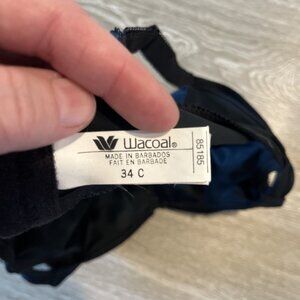 Wacoal®
MADE IN BARBADOS
FAIT EN BARBADE
34 C
85185